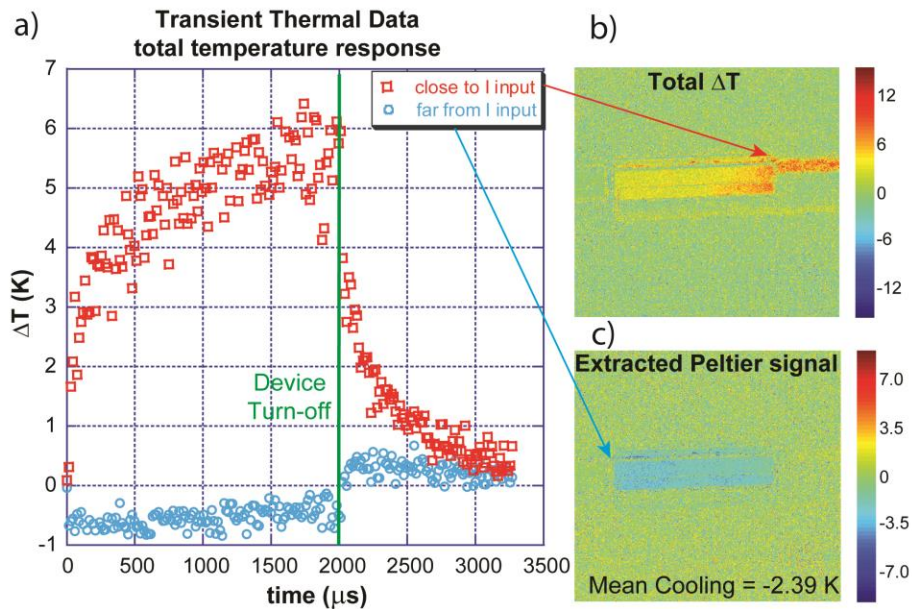 a)
Transient Thermal Data
total temperature response
7
6
5
4
3
2
1
0
-1
ΔT (K)
close to I input
far from I input
Device
Turn-off
0
500
1000
1500
2000
2500
3000
3500
time (μs)
b)
Total ΔT
12
6
0
-6
-12
c)
Extracted Peltier signal
Mean Cooling = -2.39 K
7.0
3.5
0
-3.5
-7.0